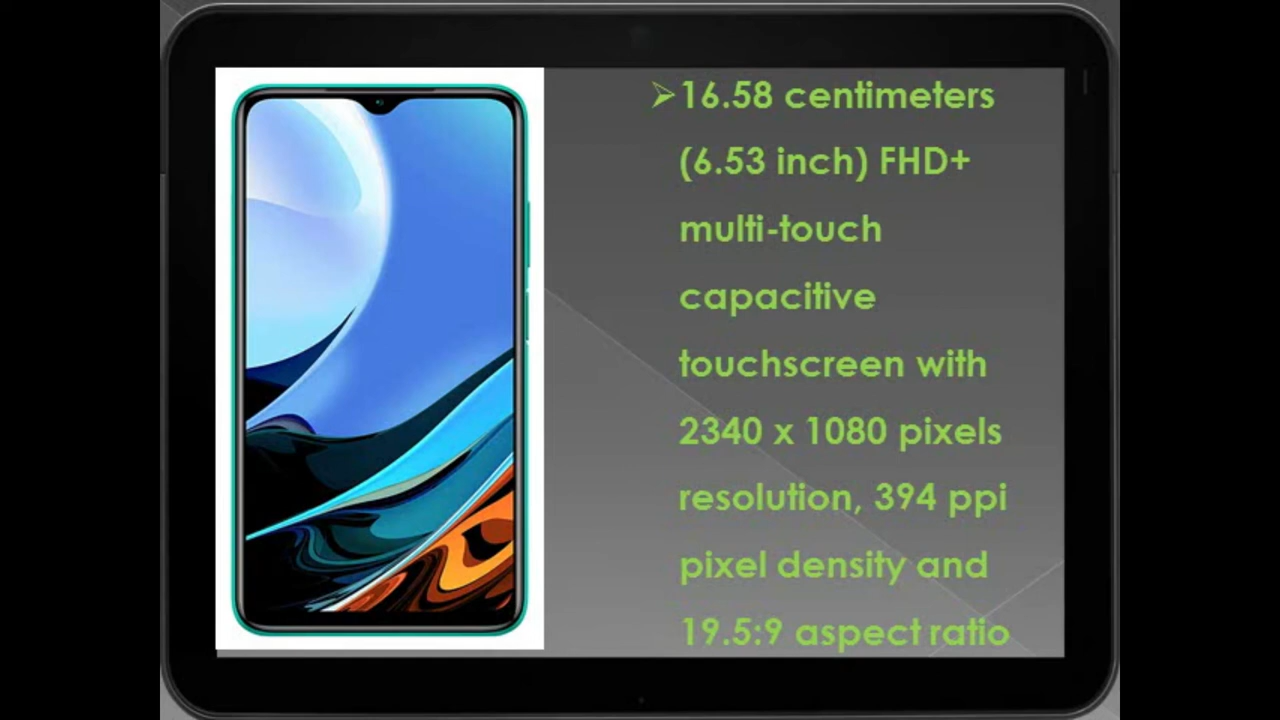 ➢16.58 centimeters
(6.53 inch) FHD+
multi-touch
capacitive
touchscreen with
2340 x 1080 pixels
resolution, 394 ppi
pixel density and
19.5:9 aspect ratio